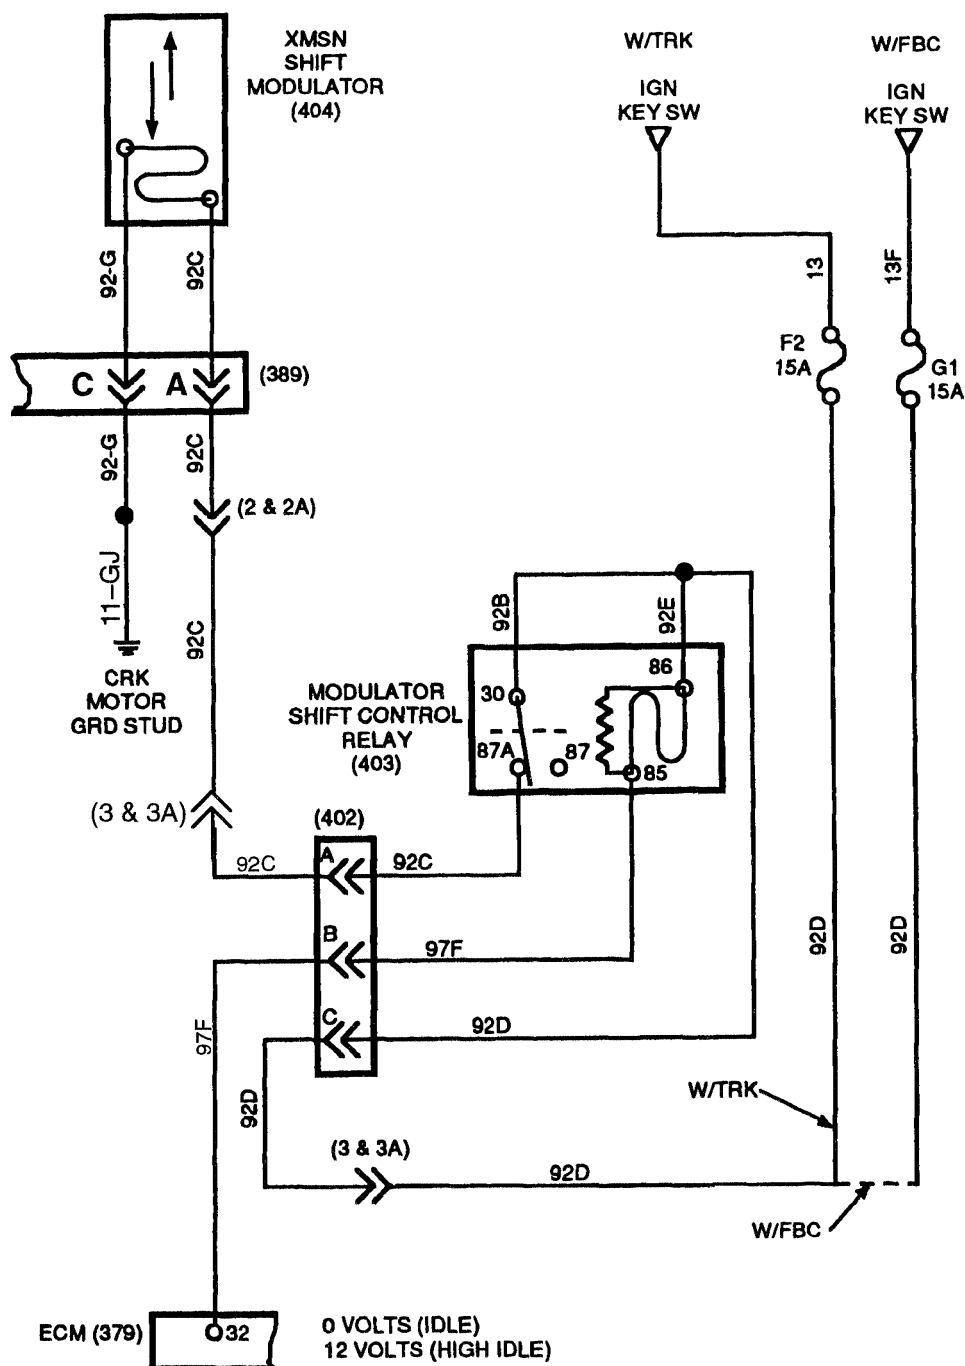 XMSN
SHIFT
MODULATOR
(404)
W/TRK
IGN
KEY SW
W/FBC
IGN
KEY SW
92-G
92C
13
13F
F2
15A
G1
15A
C
A
(389)
92-G
92C
(2 & 2A)
11-GJ
92C
CRK
MOTOR
GRD STUD
92B
92E
MODULATOR
SHIFT CONTROL
RELAY
(403)
30
86
87A
87
85
(3 & 3A)
(402)
A
92C
92C
B
97F
C
92D
97F
92D
92D
92D
W/TRK
(3 & 3A)
92D
W/FBC
ECM (379)
32
0 VOLTS (IDLE)
12 VOLTS (HIGH IDLE)